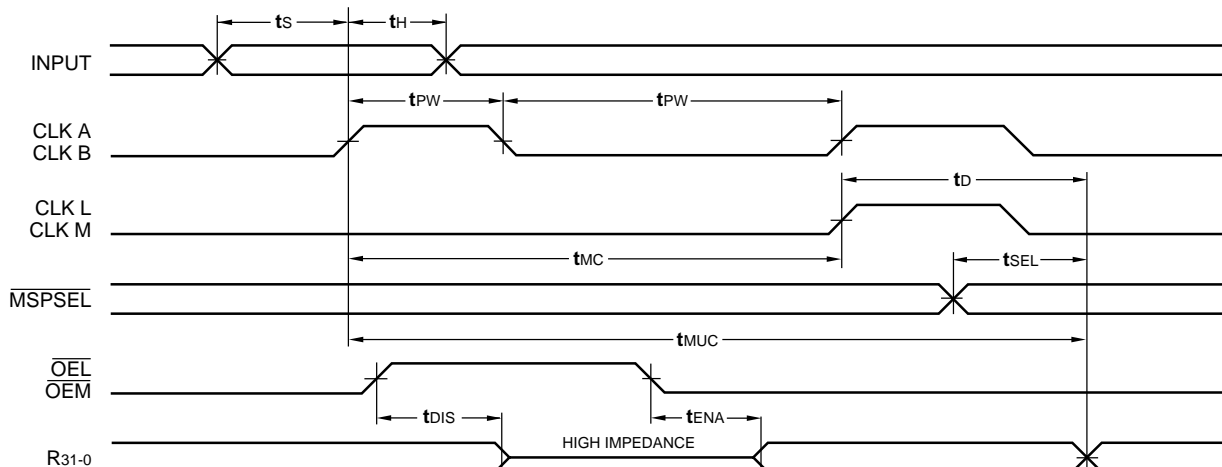 tS
tH
INPUT
tPW
tPW
CLK A
CLK B
tD
CLK L
CLK M
tMC
tSEL
MSPSEL
tMUC
OEL
OEM
tDIS
tENA
HIGH IMPEDANCE
R31-0